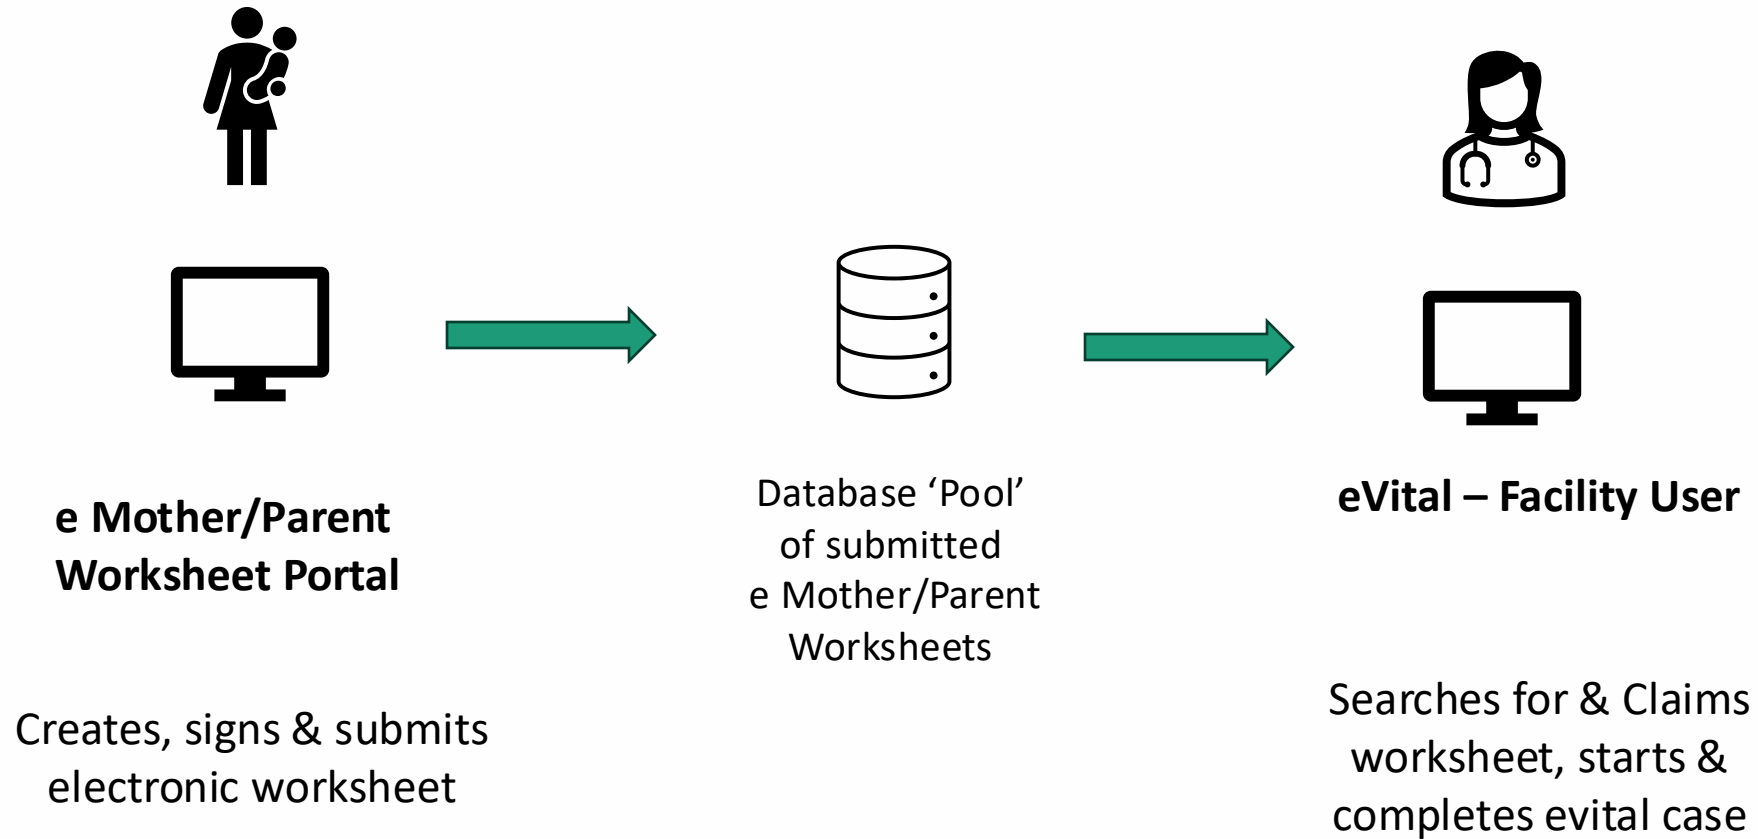 e Mother/Parent
Worksheet Portal
Creates, signs & submits
electronic worksheet
Database ‘Pool’
of submitted
e Mother/Parent
Worksheets
eVital – Facility User
Searches for & Claims
worksheet, starts &
completes evital case